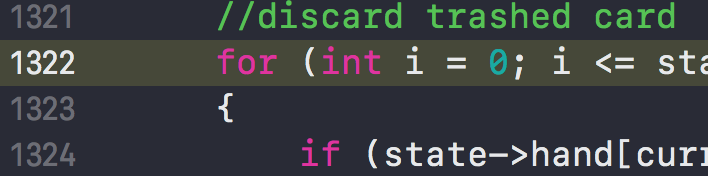 1321 //discard trashed card
1322 for (int i = 0; i <= sta
1323 {
1324 if (state->hand[curr